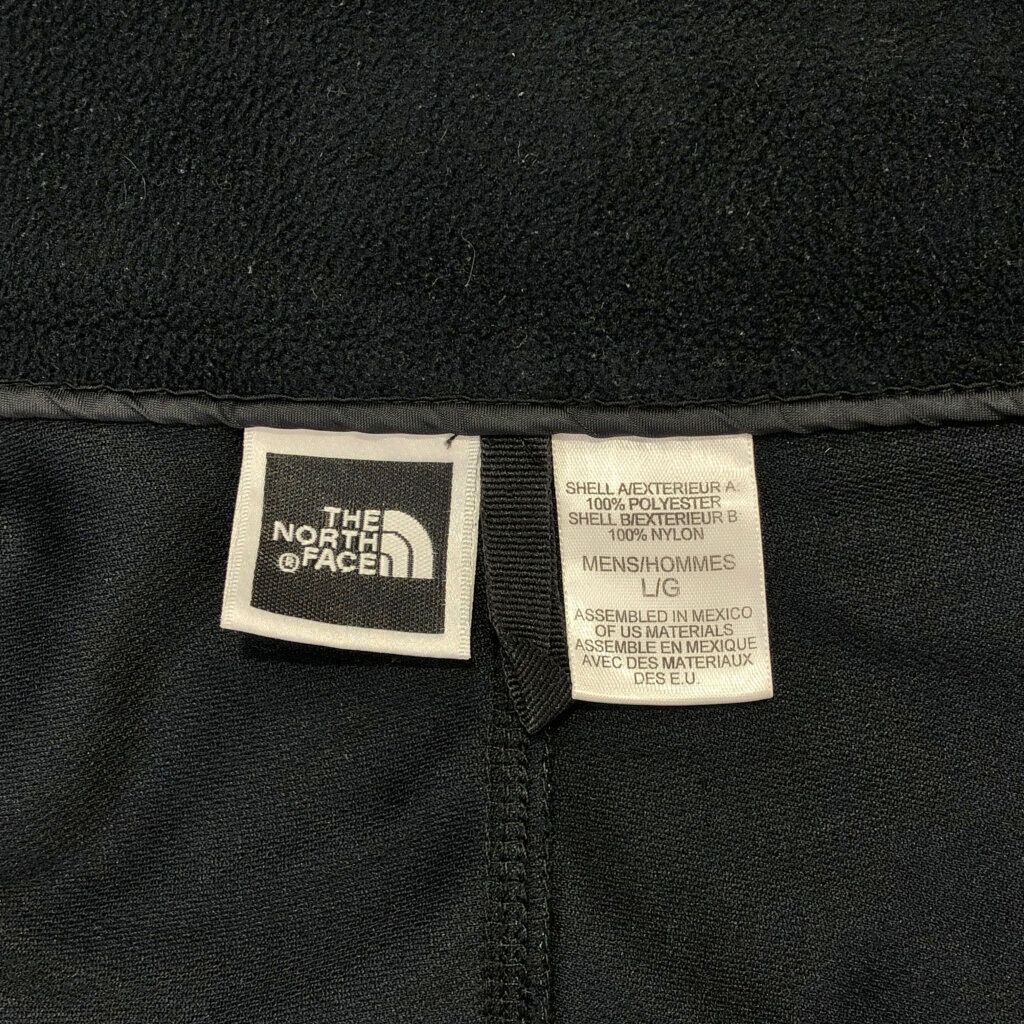 THE
NORTH
® FACE
SHELL A/EXTERIEUR A:
100% POLYESTER
SHELL B/EXTERIEUR B
100% NYLON
MENS/HOMMES
L/G
ASSEMBLED IN MEXICO
OF US MATERIALS
ASSEMBLE EN MEXIQUE
AVEC DES MATERIAUX
DES E.U.